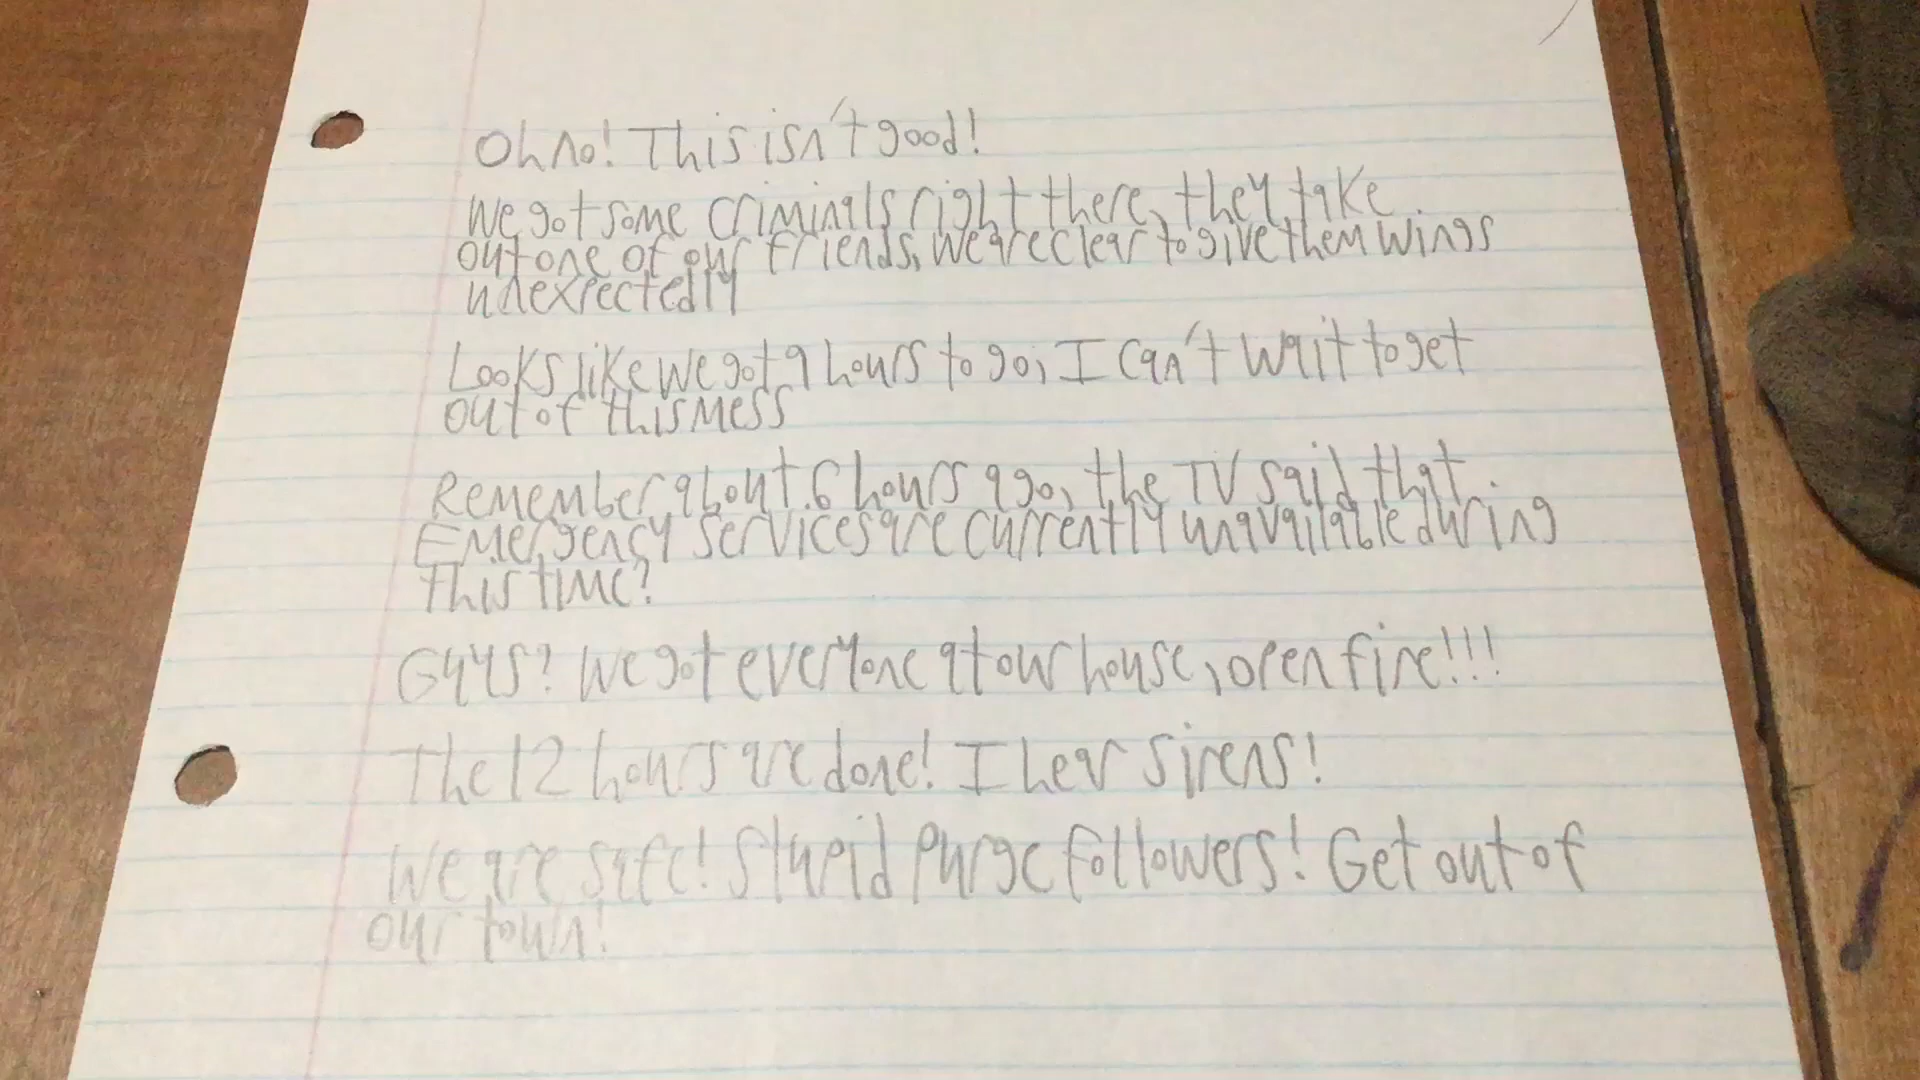 Oh no! This isn't good!
We got some criminals right there, they take
out one of our friends, we are clear to give them wings
unexpectedly
Looks like we got 9 hours to go, I can't wait to get
out of this mess
Remember about 6 hours ago, the TV said that
Emergency services are currently unavailable during
this time?
Guys? We got everyone at our house, open fire!!!
The 12 hours are done! I hear sirens!
We are safe! Stupid Purge followers! Get out of
our town!